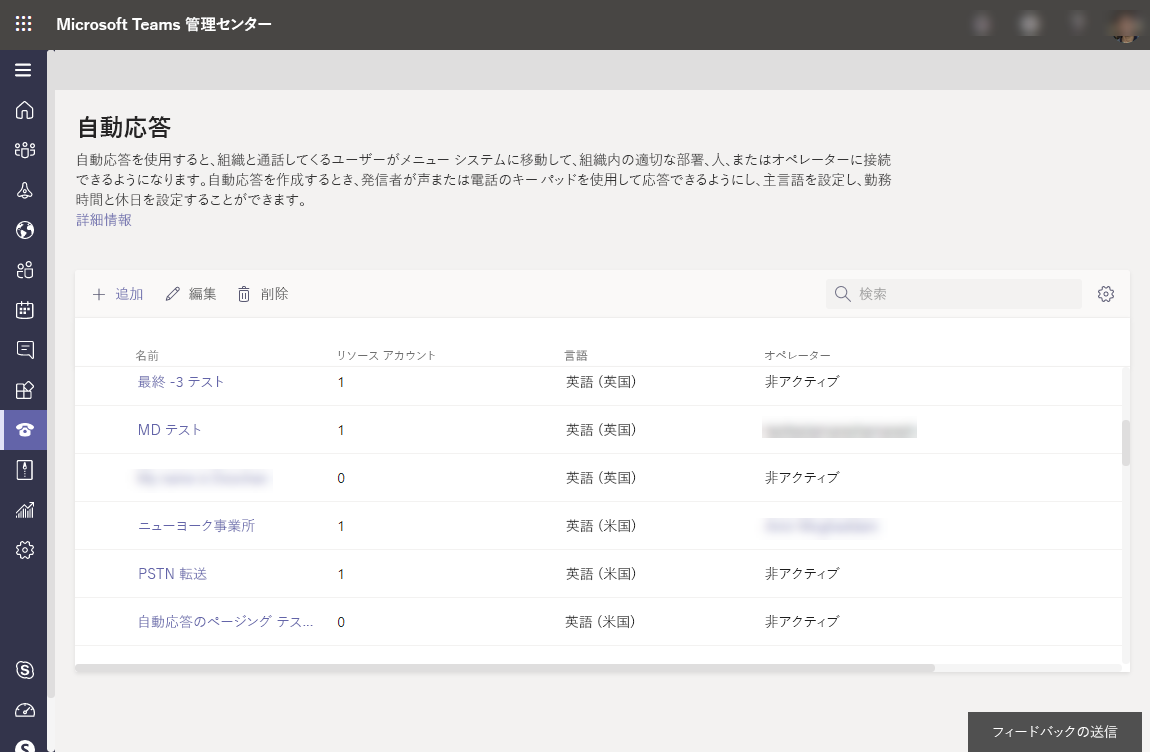 Microsoft Teams 管理センター
自動応答
自動応答を使用すると、組織と通話してくるユーザーがメニュー システムに移動して、組織内の適切な部署、人、またはオペレーターに接続
できるようになります。自動応答を作成するとき、発信者が声または電話のキー パッドを使用して応答できるようにし、主言語を設定し、勤務
時間と休日を設定することができます。
詳細情報
追加 編集 削除 検索
名前 リソース アカウント 言語 オペレーター
最終 -3 テスト 1 英語 (英国) 非アクティブ
MD テスト 1 英語 (英国)
0 英語 (英国) 非アクティブ
ニューヨーク事業所 1 英語 (米国)
PSTN 転送 1 英語 (米国) 非アクティブ
自動応答のページング テス... 0 英語 (米国) 非アクティブ
フィードバックの送信